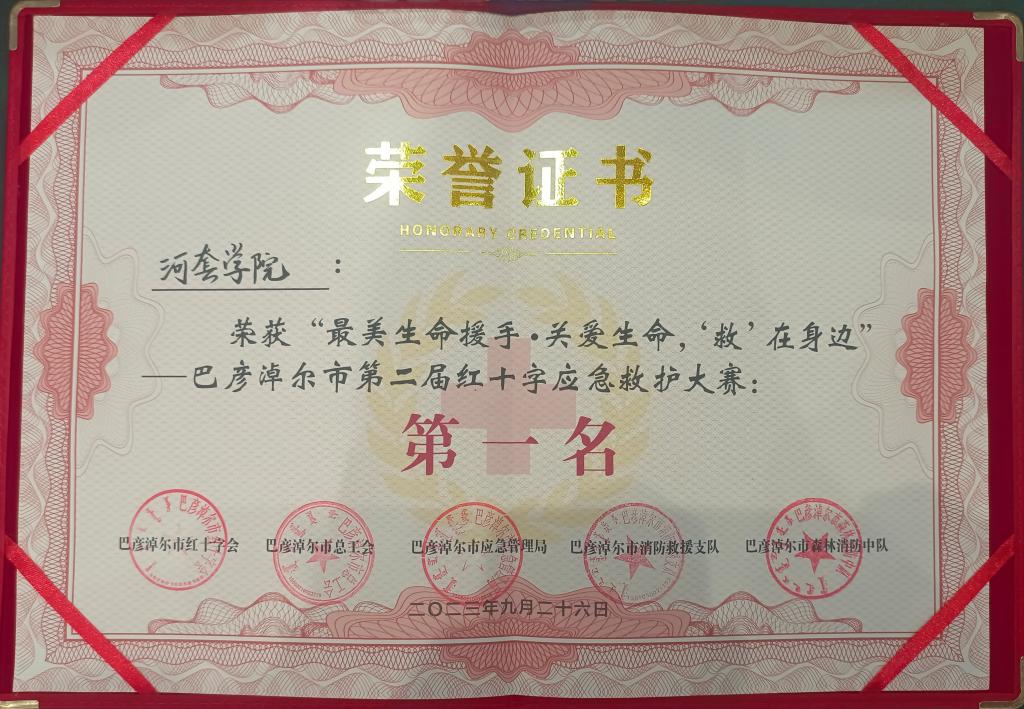 荣誉证书
HONORARY CREDENTIAL
河套学院 ：
荣获“最美生命援手·关爱生命，‘救’在身边”
——巴彦淖尔市第二届红十字应急救护大赛：
第一名
巴彦淖尔市红十字会 巴彦淖尔市总工会 巴彦淖尔市应急管理局 巴彦淖尔市消防救援支队 巴彦淖尔市森林消防中队
二〇二三年九月二十六日